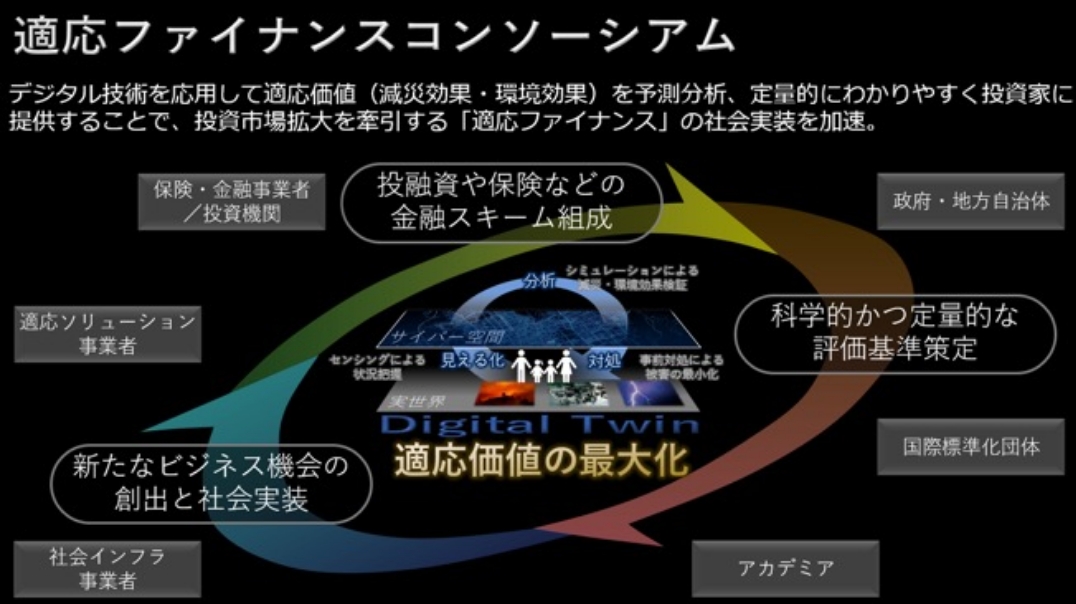 適応ファイナンスコンソーシアム
デジタル技術を応用して適応価値（減災効果・環境効果）を予測分析、定量的にわかりやすく投資家に
提供することで、投資市場拡大を牽引する「適応ファイナンス」の社会実装を加速。
保険・金融事業者
／投資機関
投融資や保険などの
金融スキーム組成
政府・地方自治体
分析
シミュレーションによる
減災・環境効果検証
適応ソリューション
事業者
サイバー空間
科学的かつ定量的な
評価基準策定
センシングによる
状況把握
見える化
対処
事前対処による
被害の最小化
実世界
Digital Twin
適応価値の最大化
国際標準化団体
新たなビジネス機会の
創出と社会実装
社会インフラ
事業者
アカデミア